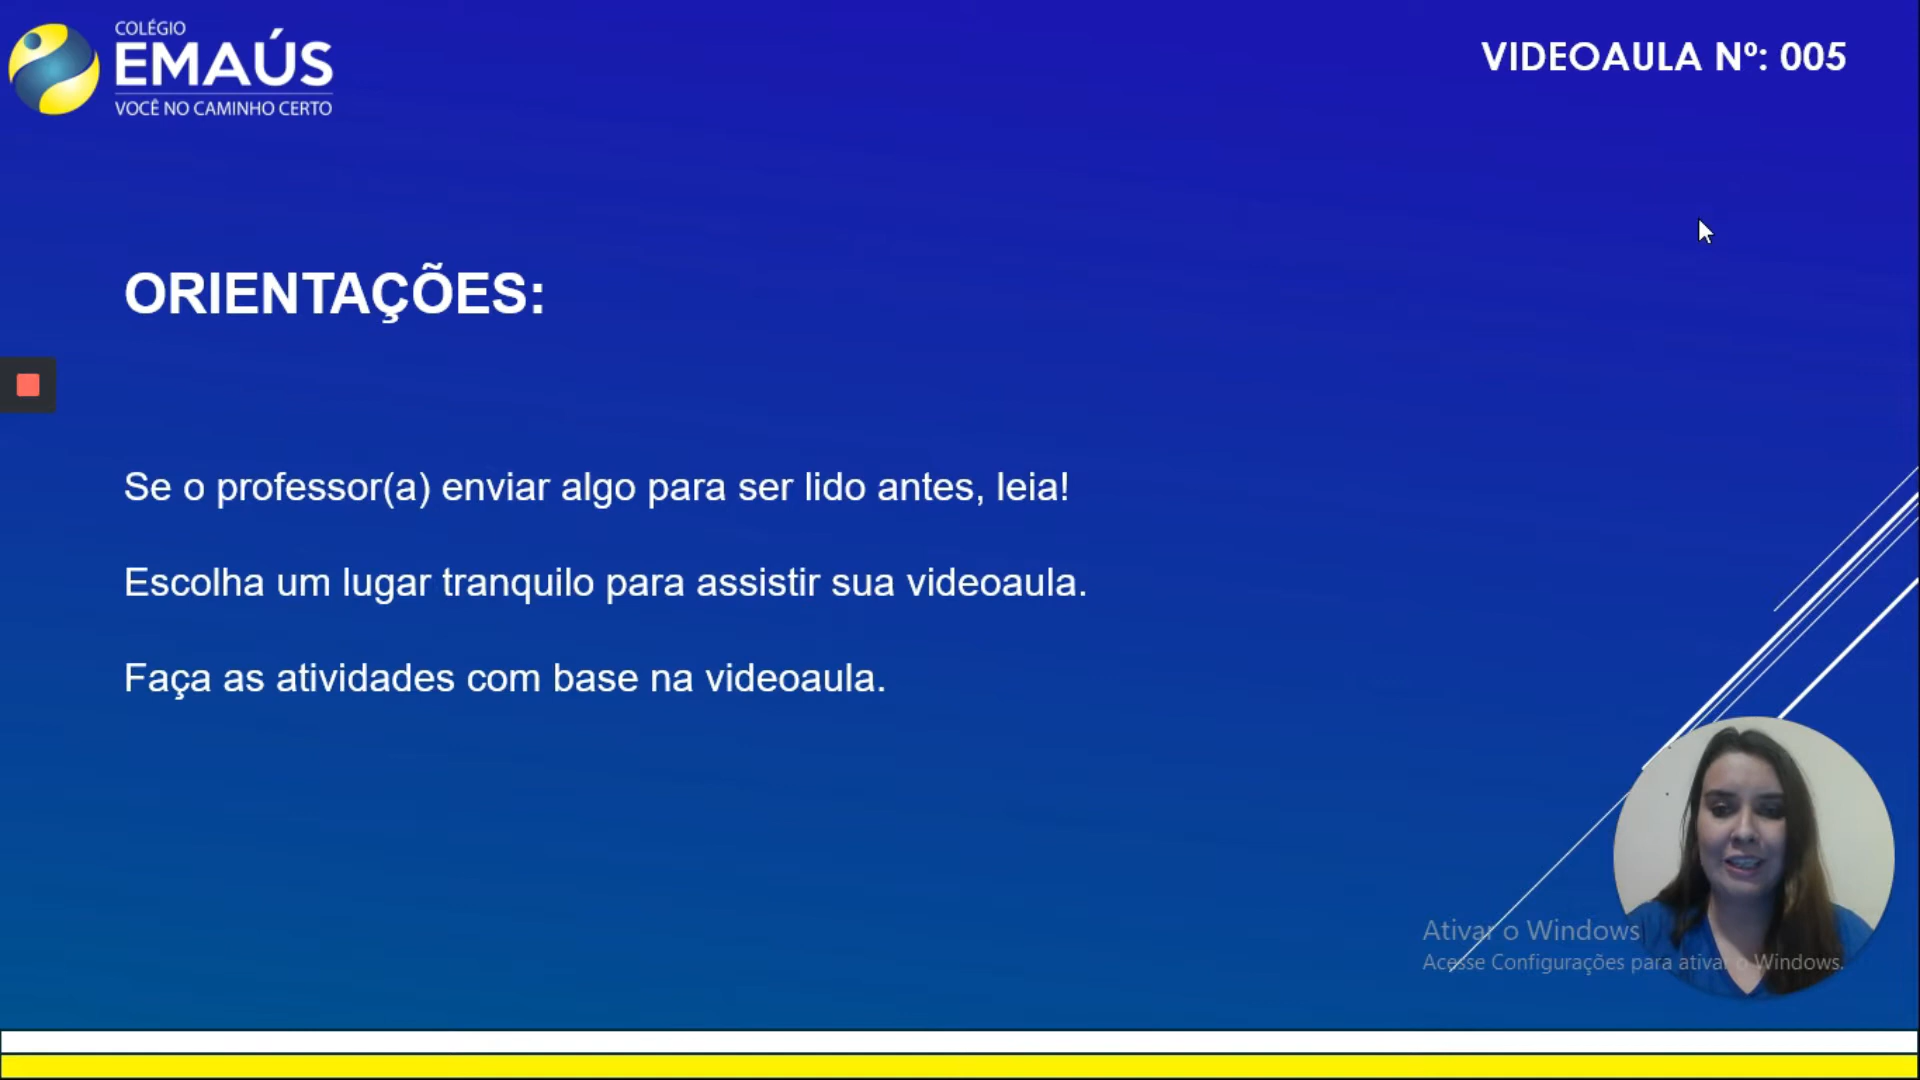 COLÉGIO
EMAÚS
VOCÊ NO CAMINHO CERTO
VIDEOAULA Nº: 005
ORIENTAÇÕES:
Se o professor(a) enviar algo para ser lido antes, leia!
Escolha um lugar tranquilo para assistir sua videoaula.
Faça as atividades com base na videoaula.
Ativar o Windows
Acesse Configurações para ativar o Windows.